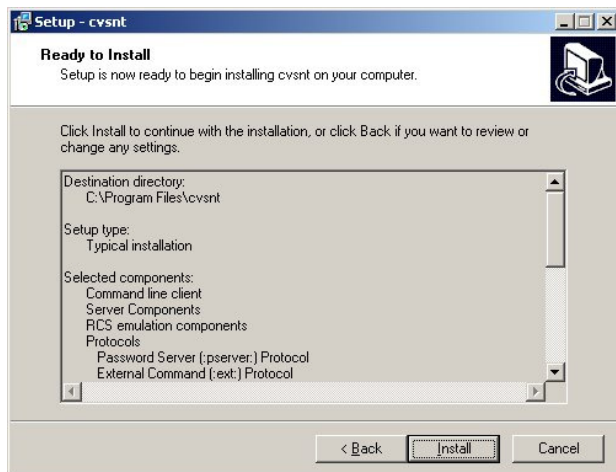 Setup - cvsnt
Ready to Install
Setup is now ready to begin installing cvsnt on your computer.
Click Install to continue with the installation, or click Back if you want to review or
change any settings.
Destination directory:
C:\Program Files\cvsnt
Setup type:
Typical installation
Selected components:
Command line client
Server Components
RCS emulation components
Protocols
Password Server (:pserver:) Protocol
External Command (:ext:) Protocol
< Back Install Cancel